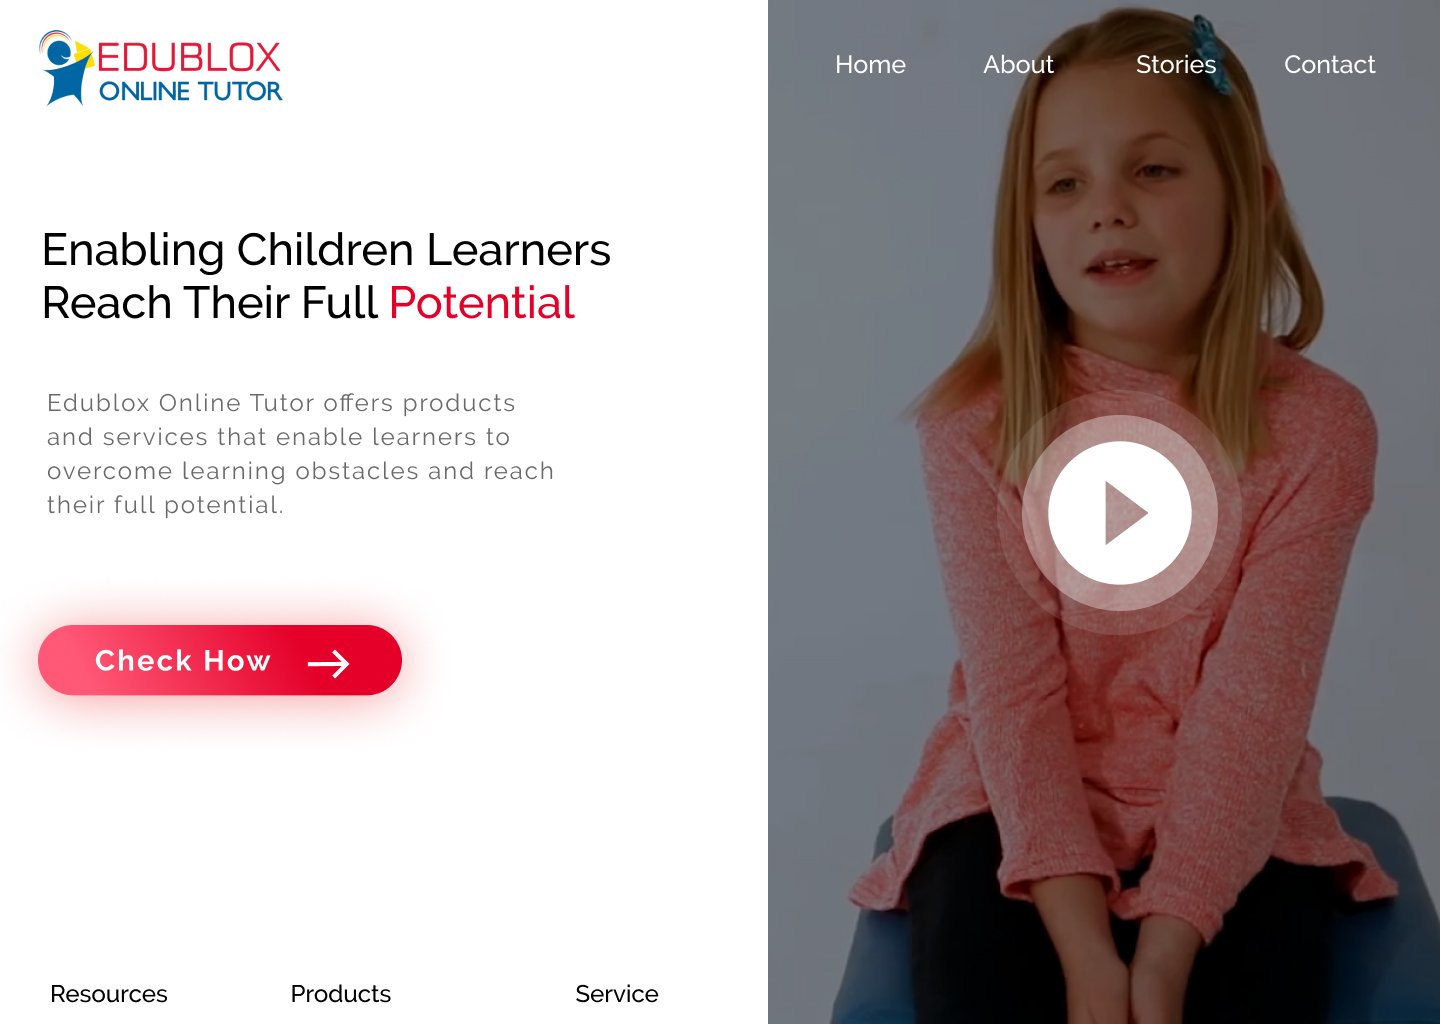 EDUBLOX
ONLINE TUTOR
Home About Stories Contact
Enabling Children Learners
Reach Their Full Potential
Edublox Online Tutor offers products
and services that enable learners to
overcome learning obstacles and reach
their full potential.
Check How
Resources Products Service